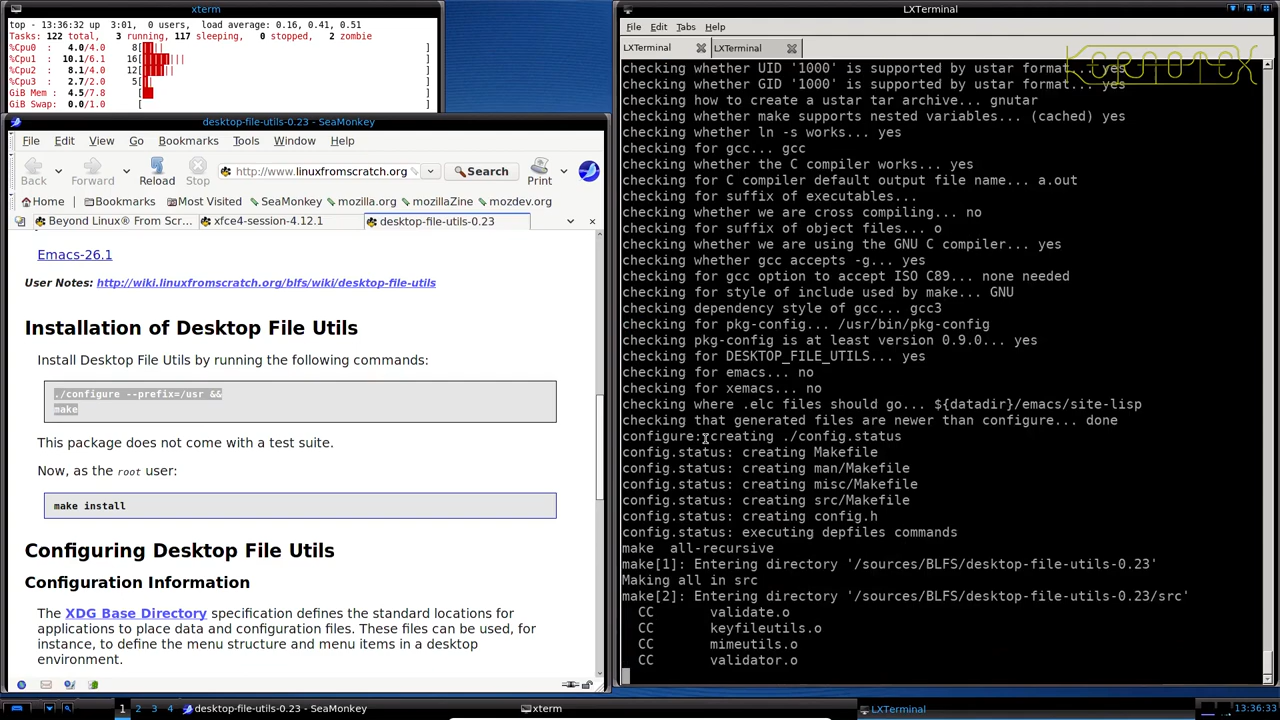 xterm
top - 13:36:32 up  3:01, 0 users,  load average: 0.16, 0.41, 0.51
Tasks: 122 total,   3 running, 117 sleeping,   0 stopped,   2 zombie
%Cpu0  :   4.0/4.0     8[|||| ]
%Cpu1  :  10.1/6.1    16[|||||||| ]
%Cpu2  :   8.1/4.0    12[|||||| ]
%Cpu3  :   2.7/4.0     5[||| ]
GiB Mem :  4.5/7.8      [ ]
GiB Swap:  0.0/1.0      [ ]
desktop-file-utils-0.23 - SeaMonkey
File Edit View Go Bookmarks Tools Window Help
Back Forward Reload Stop http://www.linuxfromscratch.org Search Print
Home Bookmarks Most Visited SeaMonkey mozilla.org mozillaZine mozdev.org
Beyond Linux® From Scr... xfce4-session-4.12.1 desktop-file-utils-0.23
Emacs-26.1
User Notes: http://wiki.linuxfromscratch.org/blfs/wiki/desktop-file-utils
Installation of Desktop File Utils
Install Desktop File Utils by running the following commands:
./configure --prefix=/usr &&
make
This package does not come with a test suite.
Now, as the root user:
make install
Configuring Desktop File Utils
Configuration Information
The XDG Base Directory specification defines the standard locations for
applications to place data and configuration files. These files can be used, for
instance, to define the menu structure and menu items in a desktop
environment.
LXTerminal
File Edit Tabs Help
LXTerminal LXTerminal
KERNOTEX
checking whether UID '1000' is supported by ustar format... yes
checking whether GID '1000' is supported by ustar format... yes
checking how to create a ustar tar archive... gnutar
checking whether make supports nested variables... (cached) yes
checking whether ln -s works... yes
checking for gcc... gcc
checking whether the C compiler works... yes
checking for C compiler default output file name... a.out
checking for suffix of executables...
checking whether we are cross compiling... no
checking for suffix of object files... o
checking whether we are using the GNU C compiler... yes
checking whether gcc accepts -g... yes
checking for gcc option to accept ISO C89... none needed
checking for style of include used by make... GNU
checking dependency style of gcc... gcc3
checking for pkg-config... /usr/bin/pkg-config
checking pkg-config is at least version 0.9.0... yes
checking for DESKTOP_FILE_UTILS... yes
checking for emacs... no
checking for xemacs... no
checking where .elc files should go... ${datadir}/emacs/site-lisp
checking that generated files are newer than configure... done
configure: creating ./config.status
config.status: creating Makefile
config.status: creating man/Makefile
config.status: creating misc/Makefile
config.status: creating src/Makefile
config.status: creating config.h
config.status: executing depfiles commands
make  all-recursive
make[1]: Entering directory '/sources/BLFS/desktop-file-utils-0.23'
Making all in src
make[2]: Entering directory '/sources/BLFS/desktop-file-utils-0.23/src'
CC       validate.o
CC       keyfileutils.o
CC       mimeutils.o
CC       validator.o
1 2 3 4 desktop-file-utils-0.23 - SeaMonkey xterm LXTerminal 13:36:33